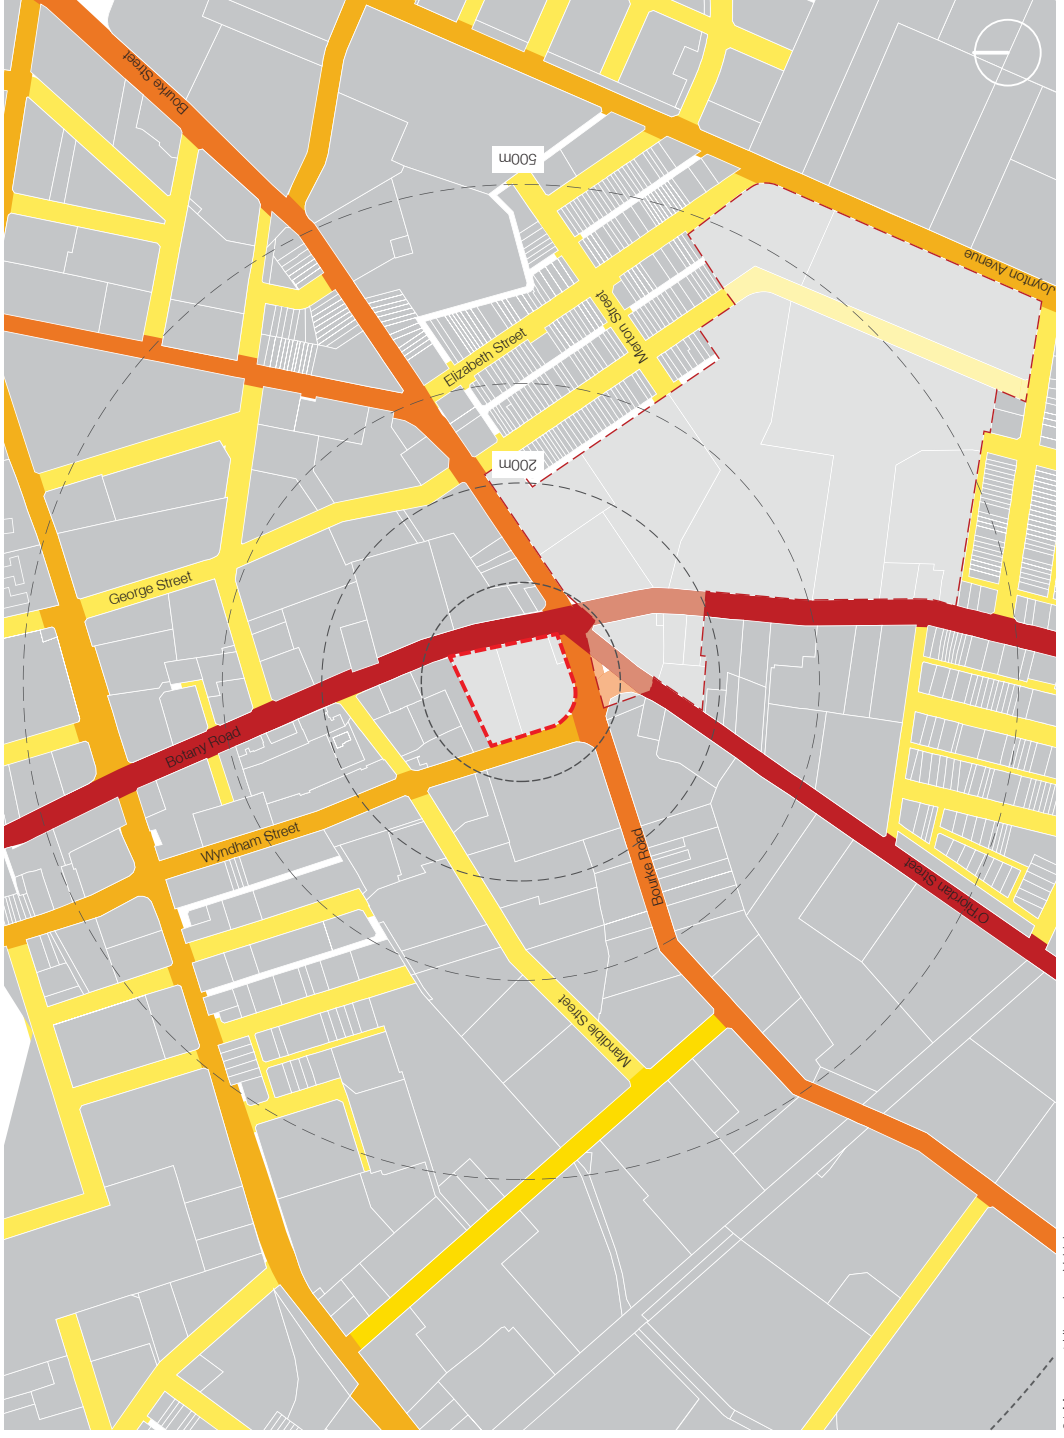 Bourke Street
500m
Joynton Avenue
Merton Street
Elizabeth Street
200m
George Street
Botany Road
Wyndham Street
Bourke Road
O'Riordan Street
Mandible Street